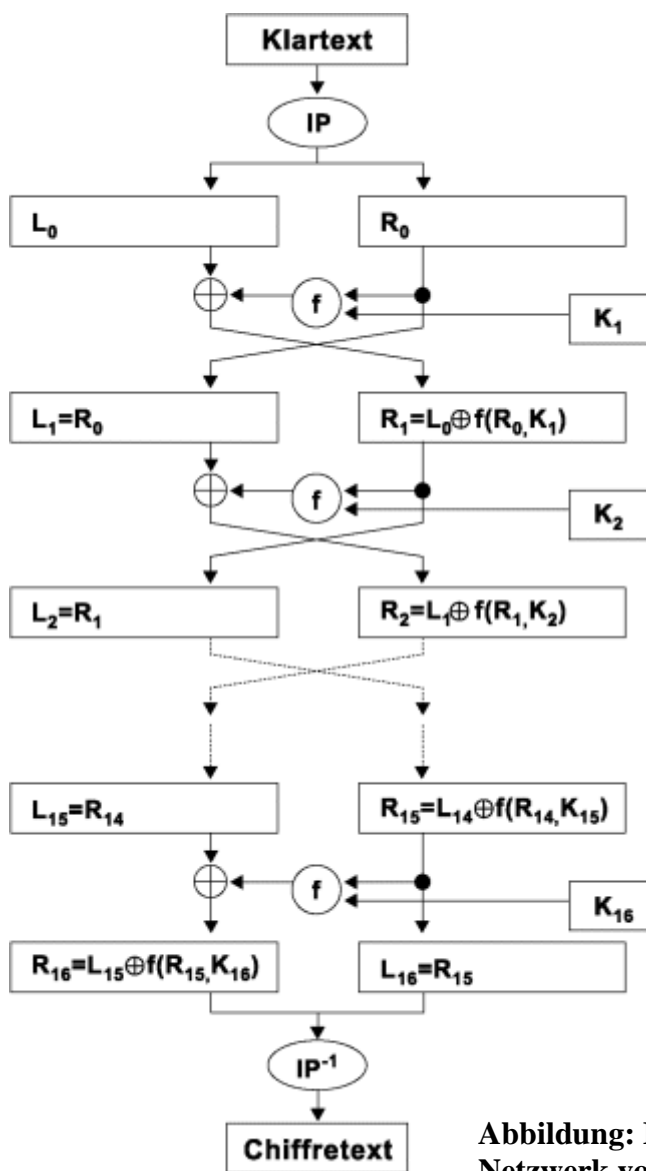 Klartext
IP
L₀
R₀
f
K₁
L₁=R₀
R₁=L₀⊕f(R₀,K₁)
f
K₂
L₂=R₁
R₂=L₁⊕f(R₁,K₂)
L₁₅=R₁₄
R₁₅=L₁₄⊕f(R₁₄,K₁₅)
f
K₁₆
R₁₆=L₁₅⊕f(R₁₅,K₁₆)
L₁₆=R₁₅
IP⁻¹
Chiffretext
Abbildung:
Netzwerk